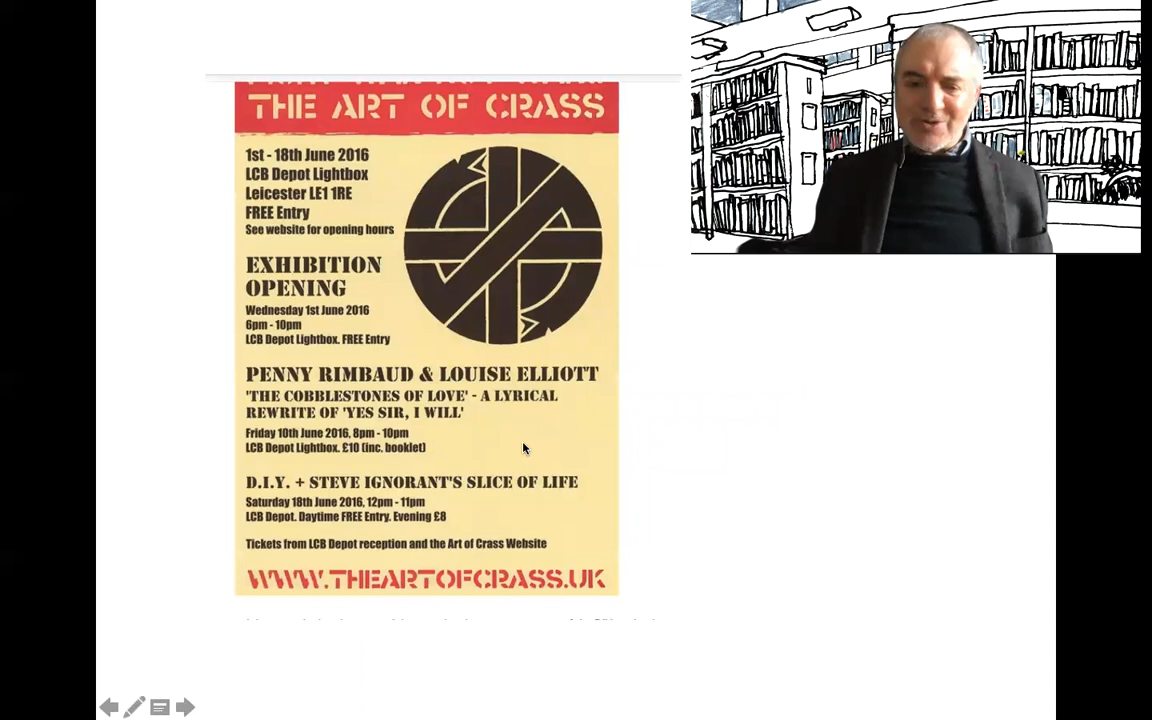 THE ART OF CRASS
1st - 18th June 2016
LCB Depot Lightbox
Leicester LE1 1RE
FREE Entry
See website for opening hours
EXHIBITION
OPENING
Wednesday 1st June 2016
6pm - 10pm
LCB Depot Lightbox. FREE Entry
PENNY RIMBAUD & LOUISE ELLIOTT
'THE COBBLESTONES OF LOVE' - A LYRICAL
REWRITE OF 'YES SIR, I WILL'
Friday 10th June 2016, 8pm - 10pm
LCB Depot Lightbox. £10 (inc. booklet)
D.I.Y. + STEVE IGNORANT'S SLICE OF LIFE
Saturday 18th June 2016, 12pm - 11pm
LCB Depot. Daytime FREE Entry. Evening £8
Tickets from LCB Depot reception and the Art of Crass Website
WWW.THEARTOFCRASS.UK